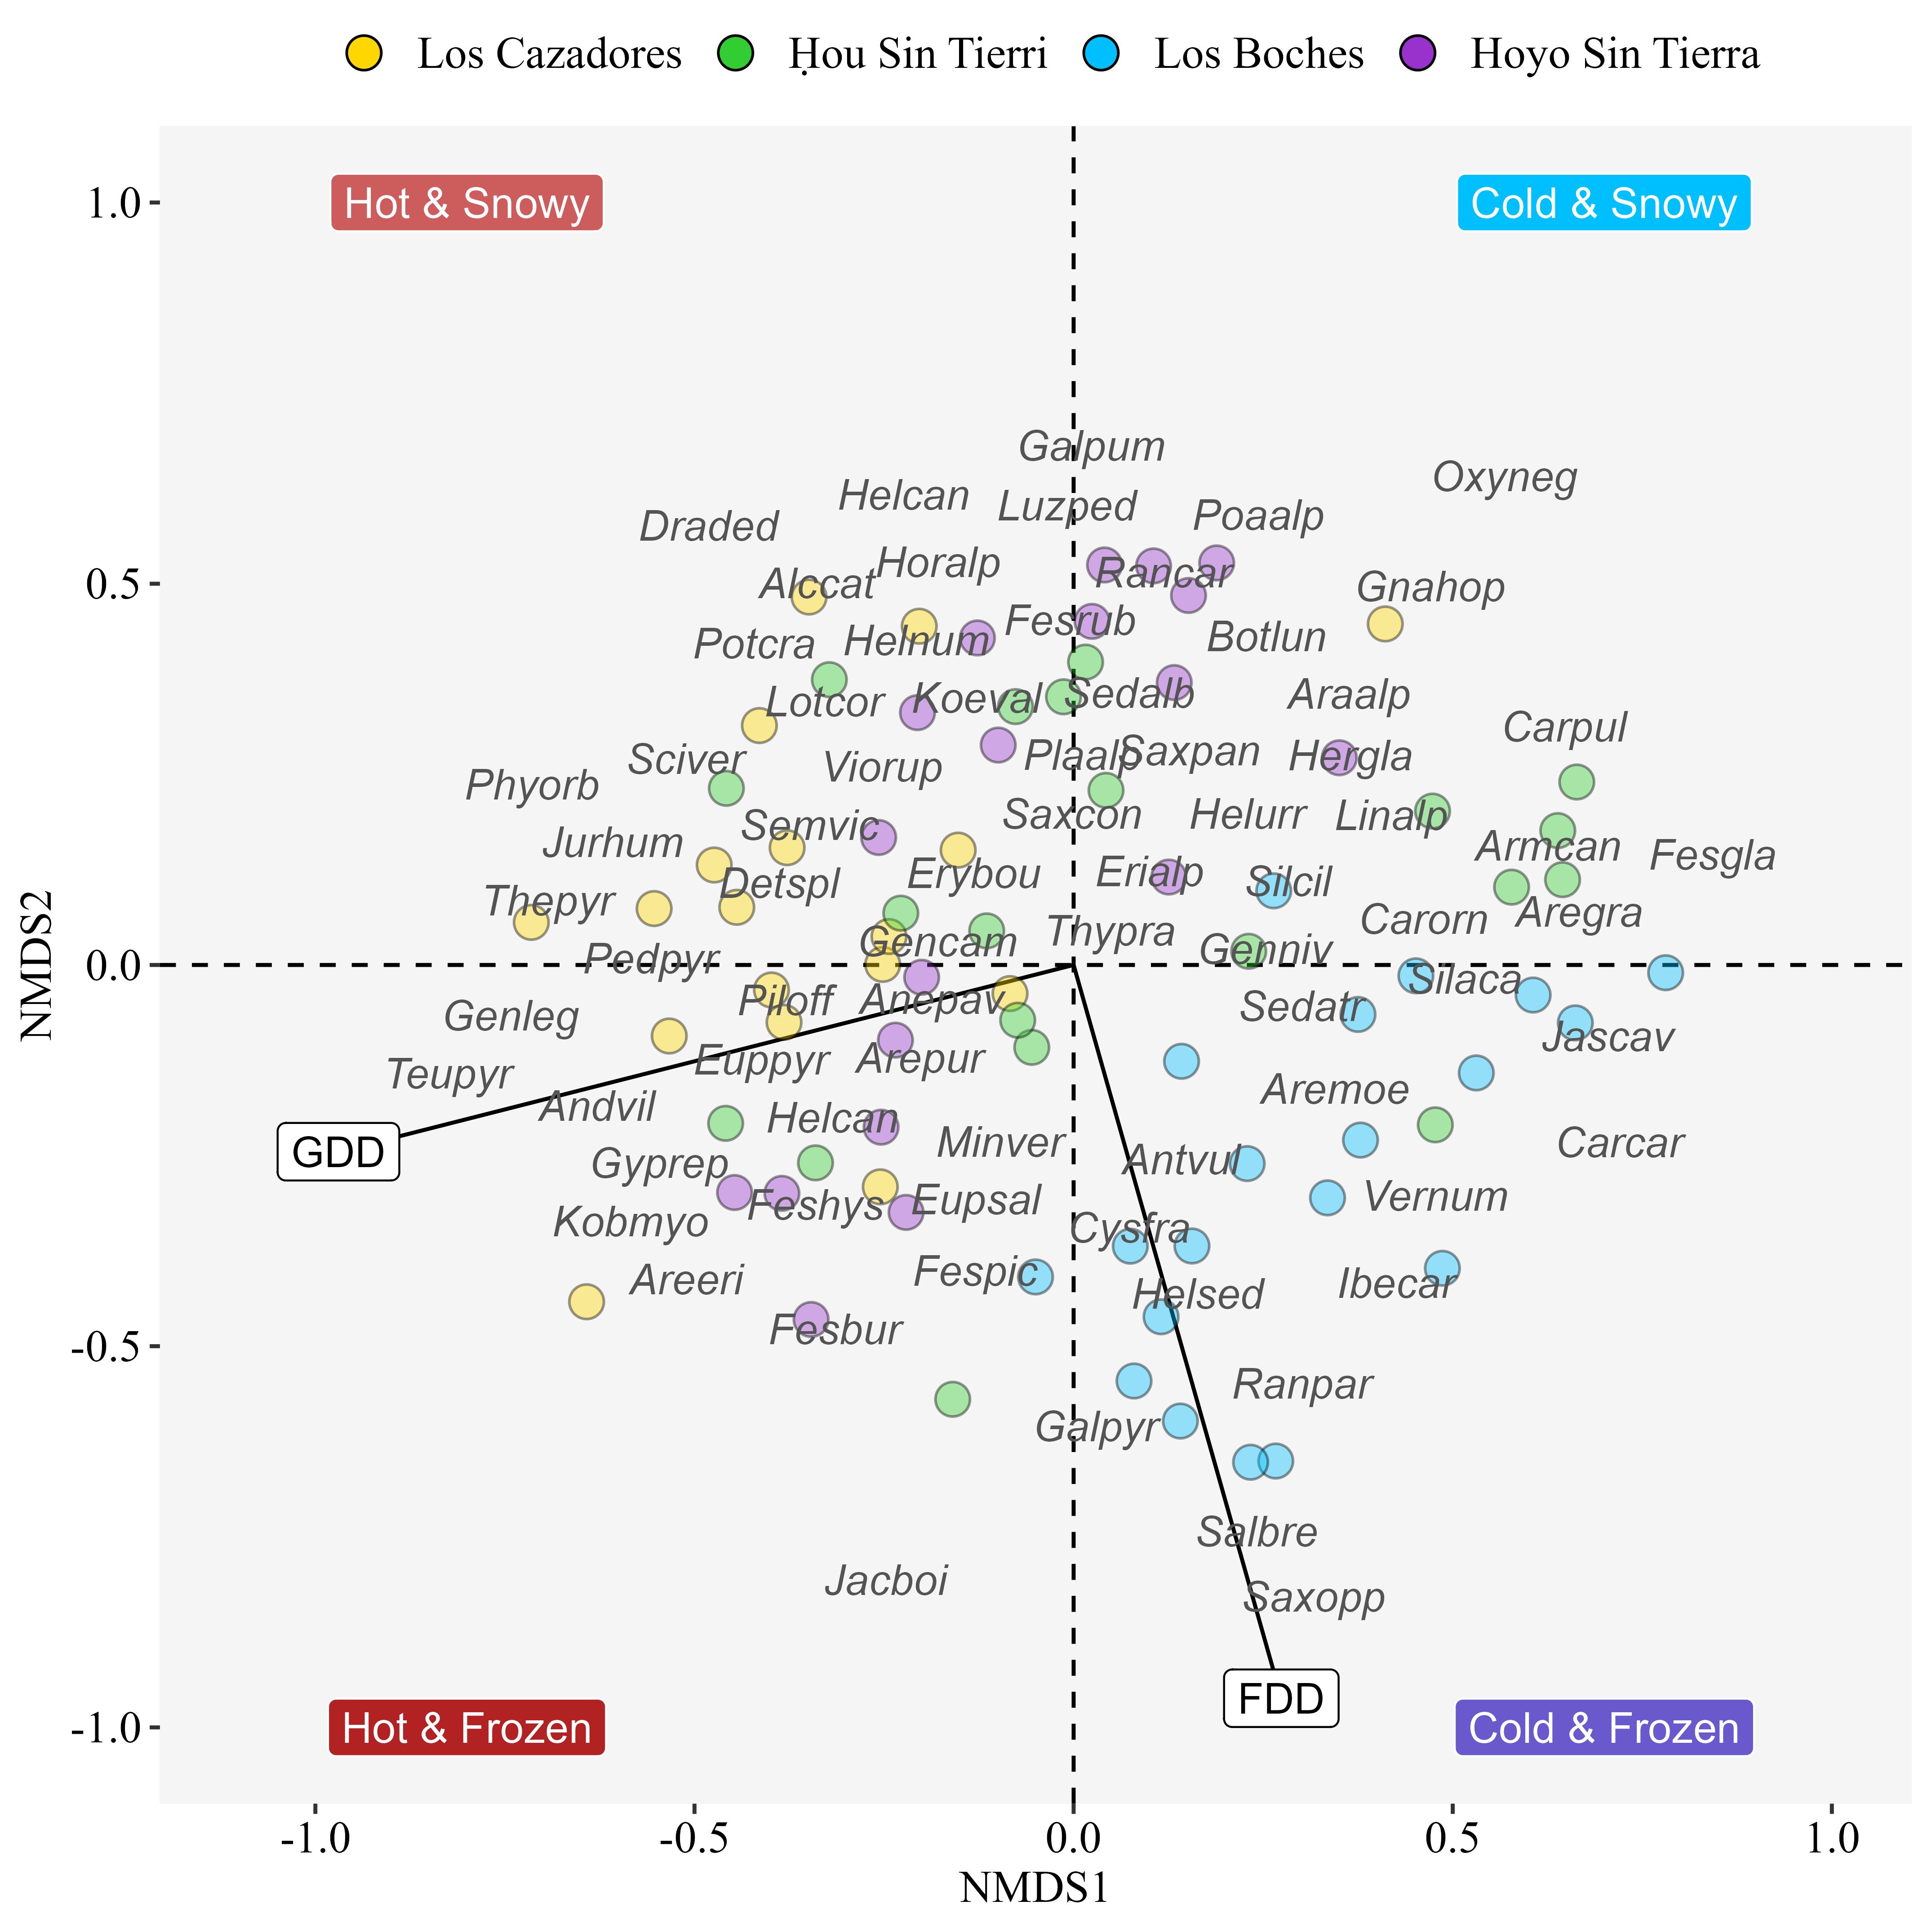 Los Cazadores Ḥou Sin Tierri Los Boches Hoyo Sin Tierra
Hot & Snowy Cold & Snowy
1.0
Galpum
Oxyneg
Helcan Luzped Poaalp
Draded
Horalp Rancar
0.5
Alccat Gnahop
Fesrub
Potcra Helnum Botlun
Lotcor Koeval Sedalb Araalp
Carpul
Sciver Viorup Plaalp Saxpan Hergla
Phyorb
Semvic Saxcon Helurr Linalp
Jurhum Armcan Fesgla
Detspl Erybou Erialp Silcil
Thepyr Carorn Aregra
Gencam Thypra Genniv
NMDS2
0.0
Pedpyr Silaca
Piloff Anepav Sedatr
Genleg Jascav
Teupyr Euppyr Arepur
Andvil Aremoe
Helcan
GDD
Minver Carcar
Gyprep Antvul
Feshys Eupsal Vernum
Kobmyo Cysfra
Areeri Fespic Helsed Ibecar
Fesbur
-0.5
Ranpar
Galpyr
Salbre
Jacboi
Saxopp
FDD
-1.0
Hot & Frozen Cold & Frozen
-1.0 -0.5 0.0 0.5 1.0
NMDS1